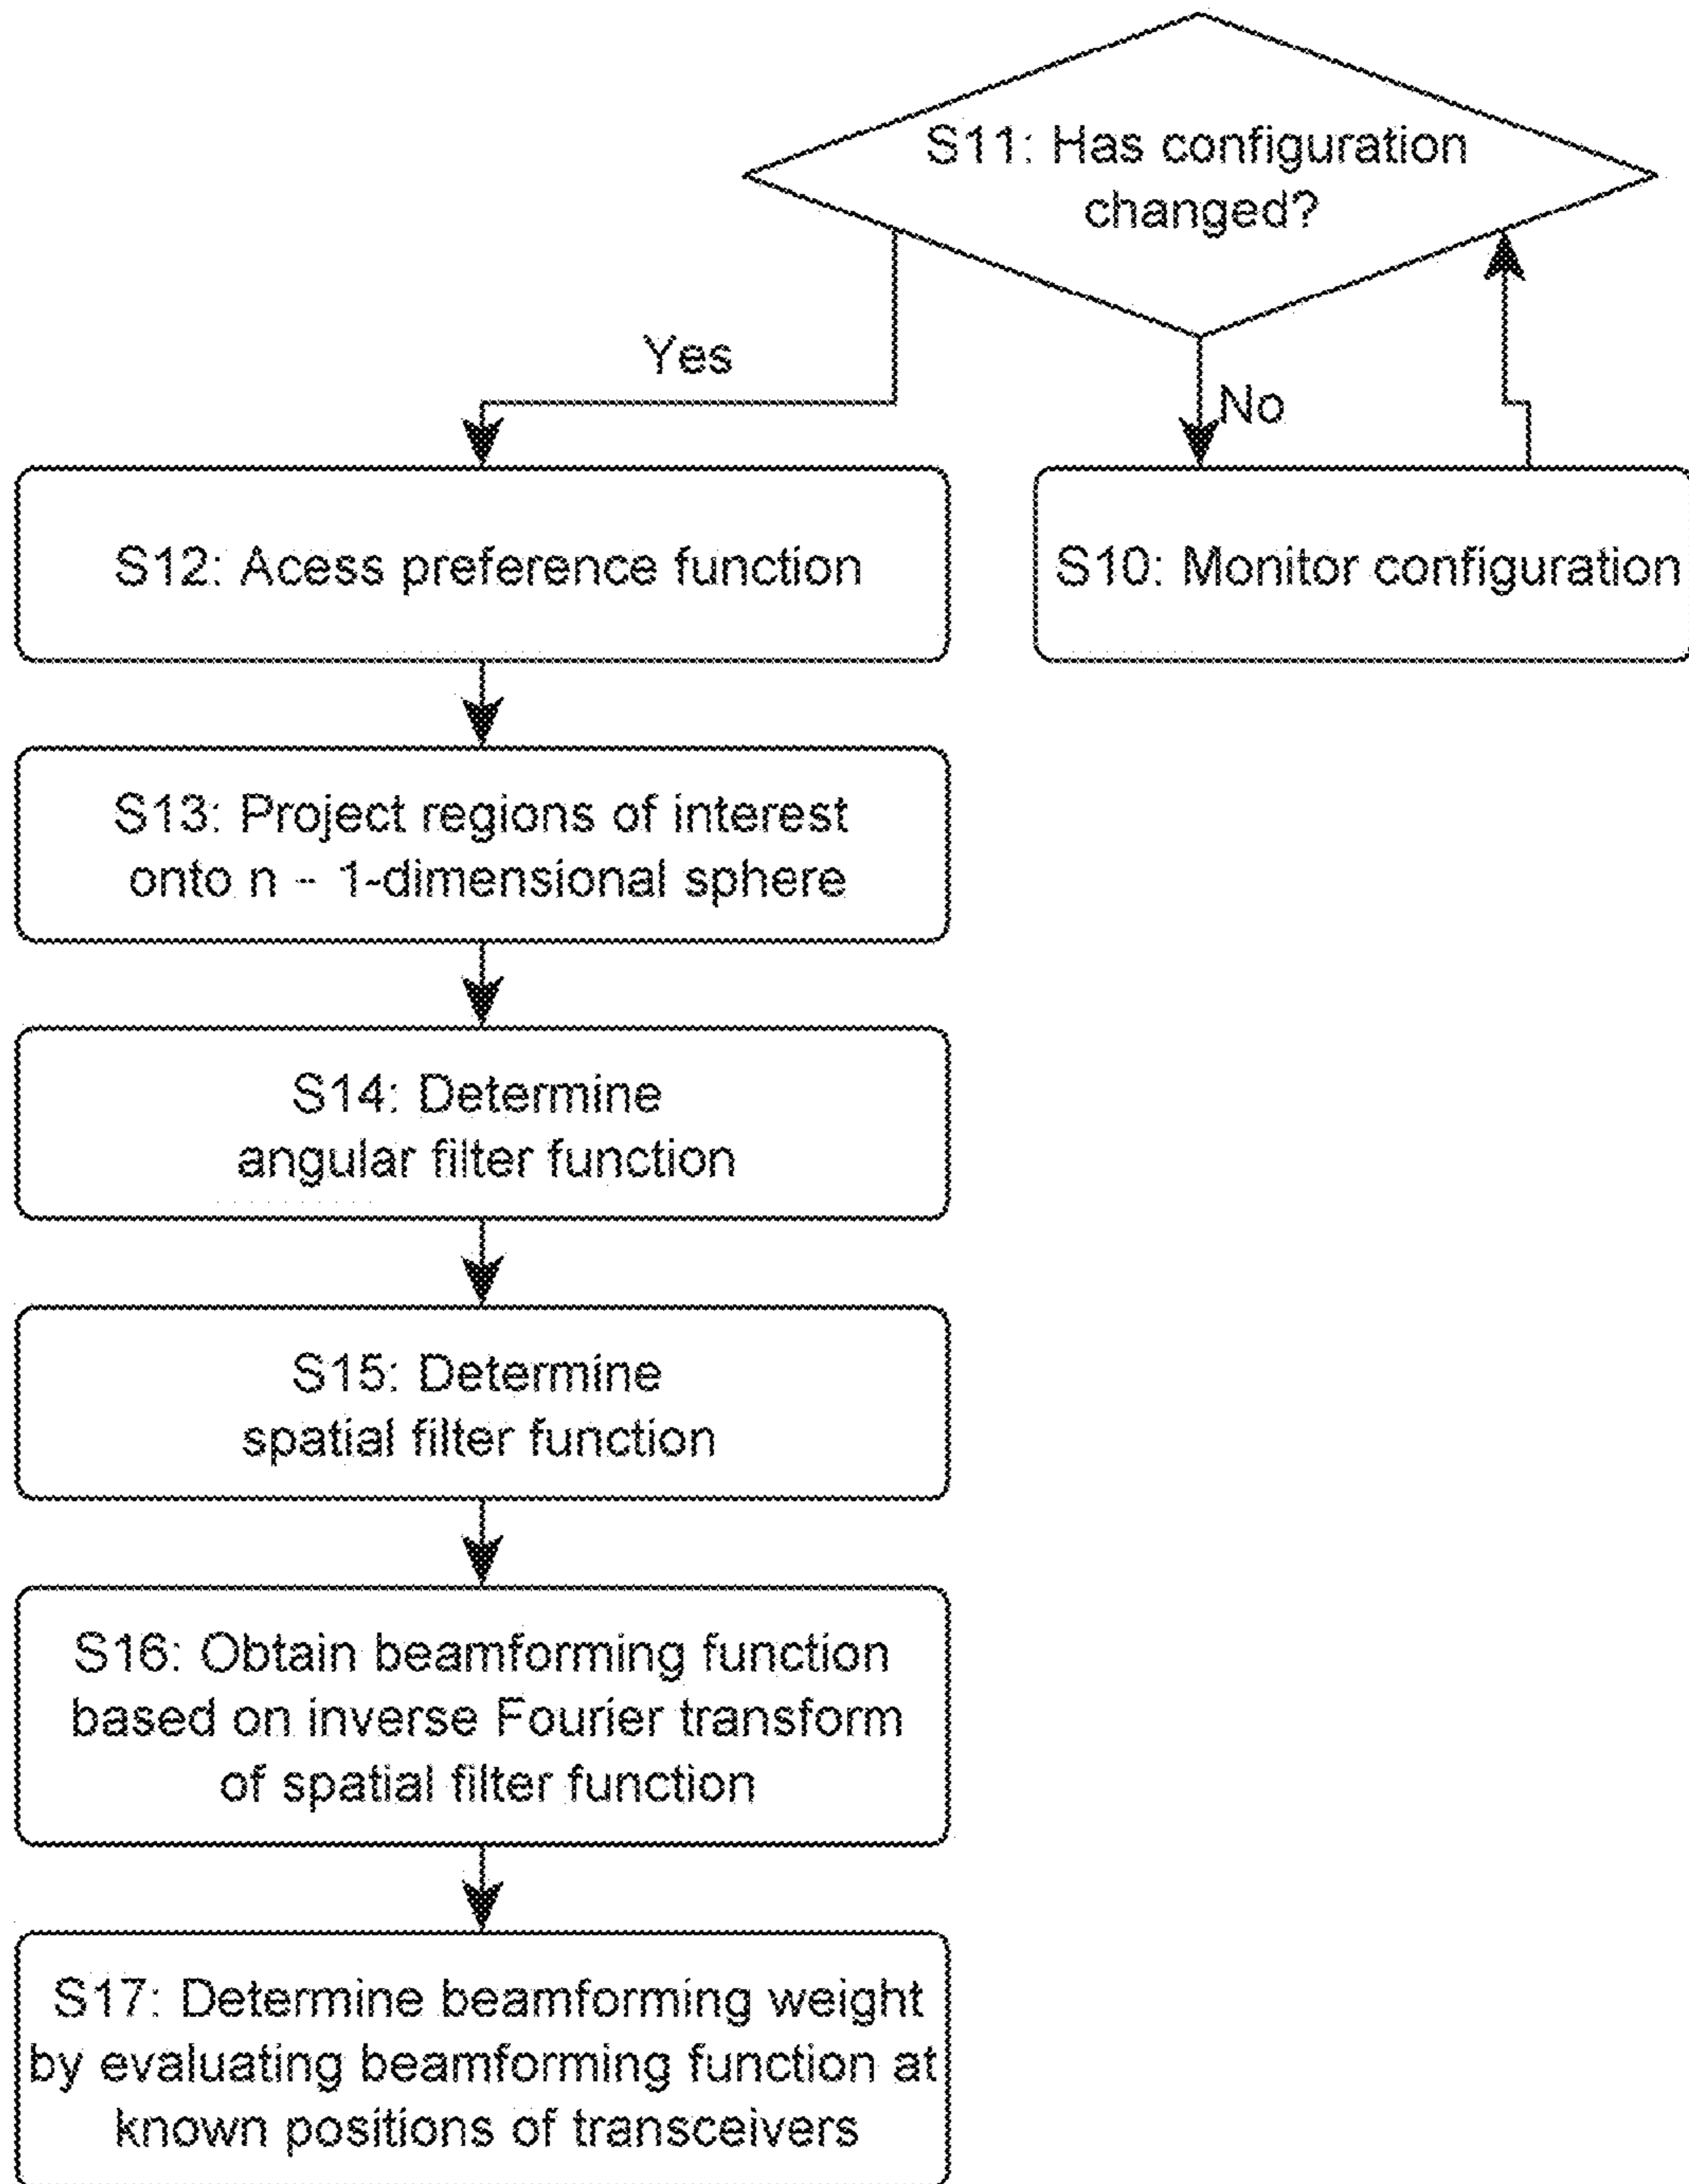 S11: Has configuration
changed?
Yes
No
S12: Acess preference function
S10: Monitor configuration
S13: Project regions of interest
onto n - 1-dimensional sphere
S14: Determine
angular filter function
S15: Determine
spatial filter function
S16: Obtain beamforming function
based on inverse Fourier transform
of spatial filter function
S17: Determine beamforming weight
by evaluating beamforming function at
known positions of transceivers